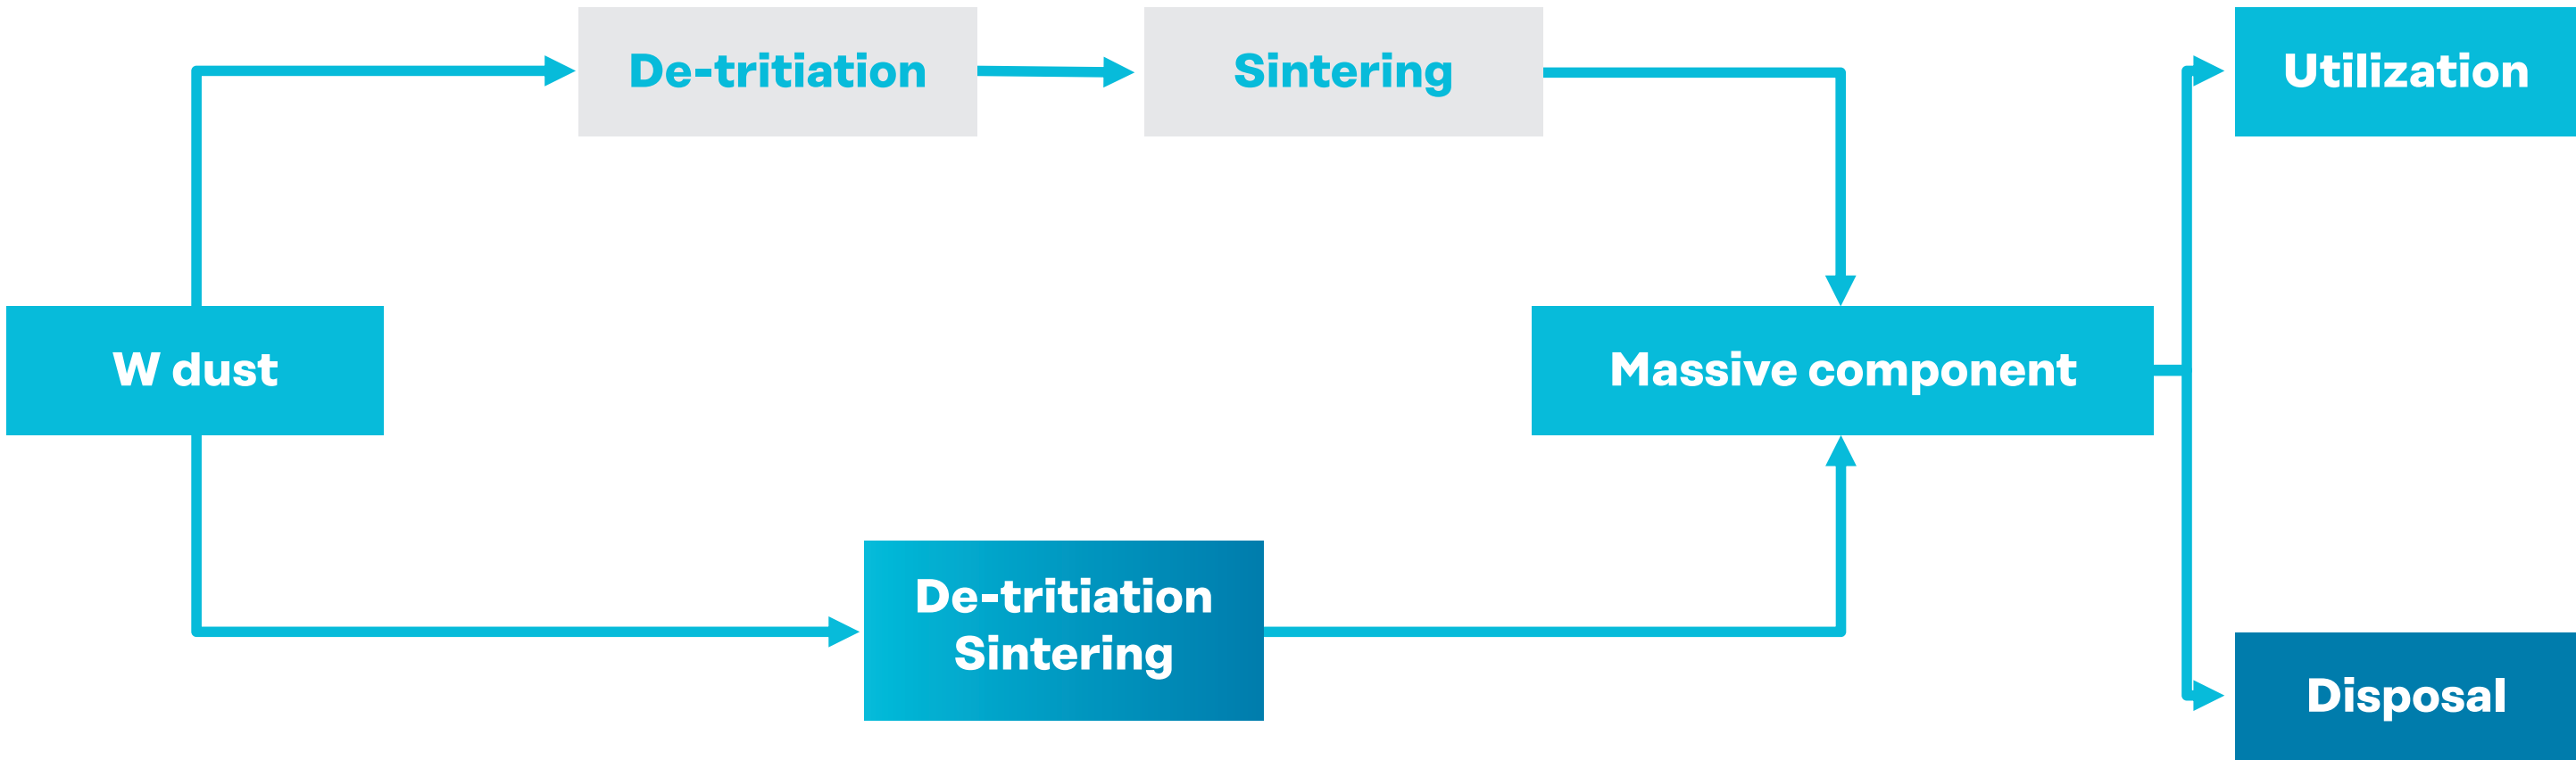 De-tritiation
Sintering
Utilization
W dust
Massive component
De-tritiation
Sintering
Disposal